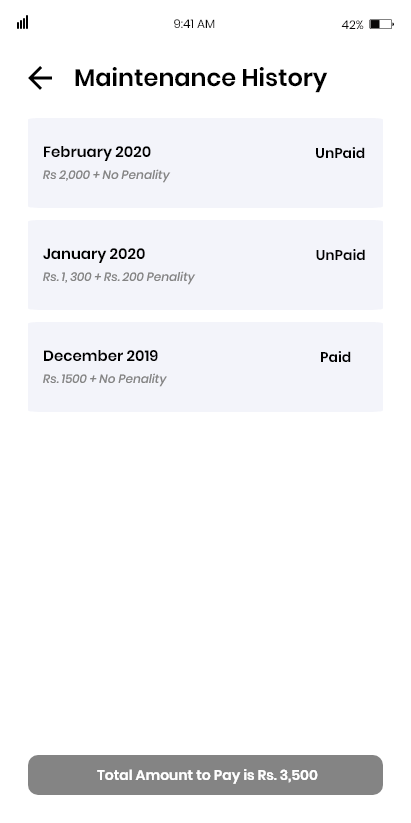 9:41 AM
42%
Maintenance History
February 2020
UnPaid
Rs 2,000 + No Penality
January 2020
UnPaid
Rs. 1, 300 + Rs. 200 Penality
December 2019
Paid
Rs. 1500 + No Penality
Total Amount to Pay is Rs. 3,500